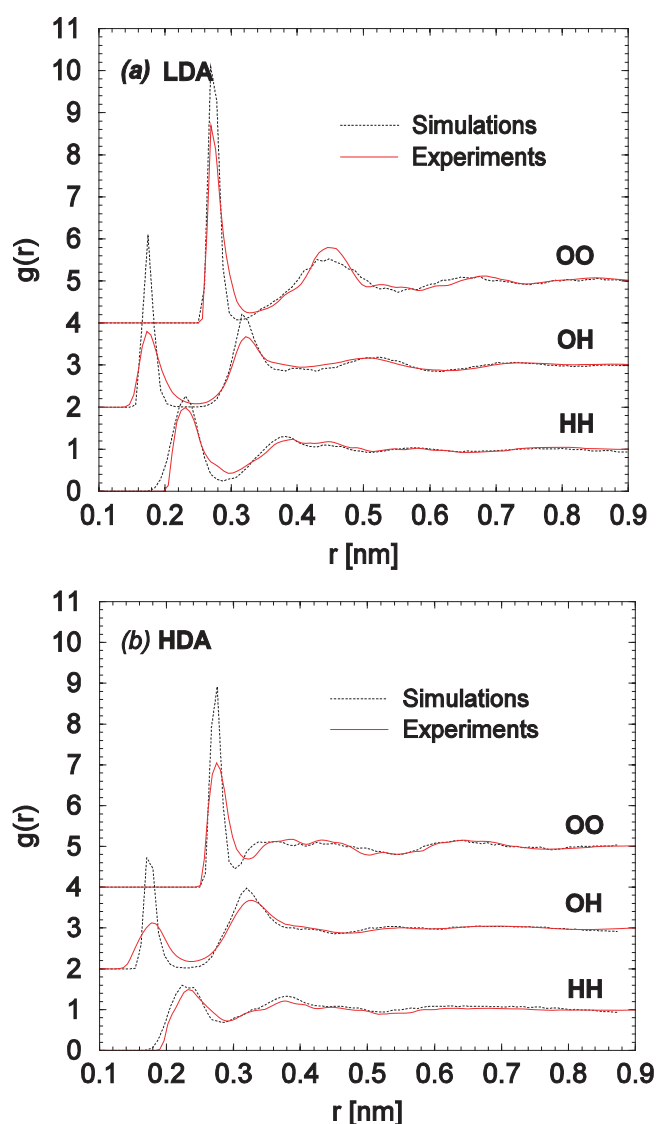 11
10
(a) LDA
9
8
7
6
5
4
3
2
1
0
g(r)
Simulations
Experiments
OO
OH
HH
0.1 0.2 0.3 0.4 0.5 0.6 0.7 0.8 0.9
r [nm]
11
10
(b) HDA
9
8
7
6
5
4
3
2
1
0
g(r)
Simulations
Experiments
OO
OH
HH
0.1 0.2 0.3 0.4 0.5 0.6 0.7 0.8 0.9
r [nm]